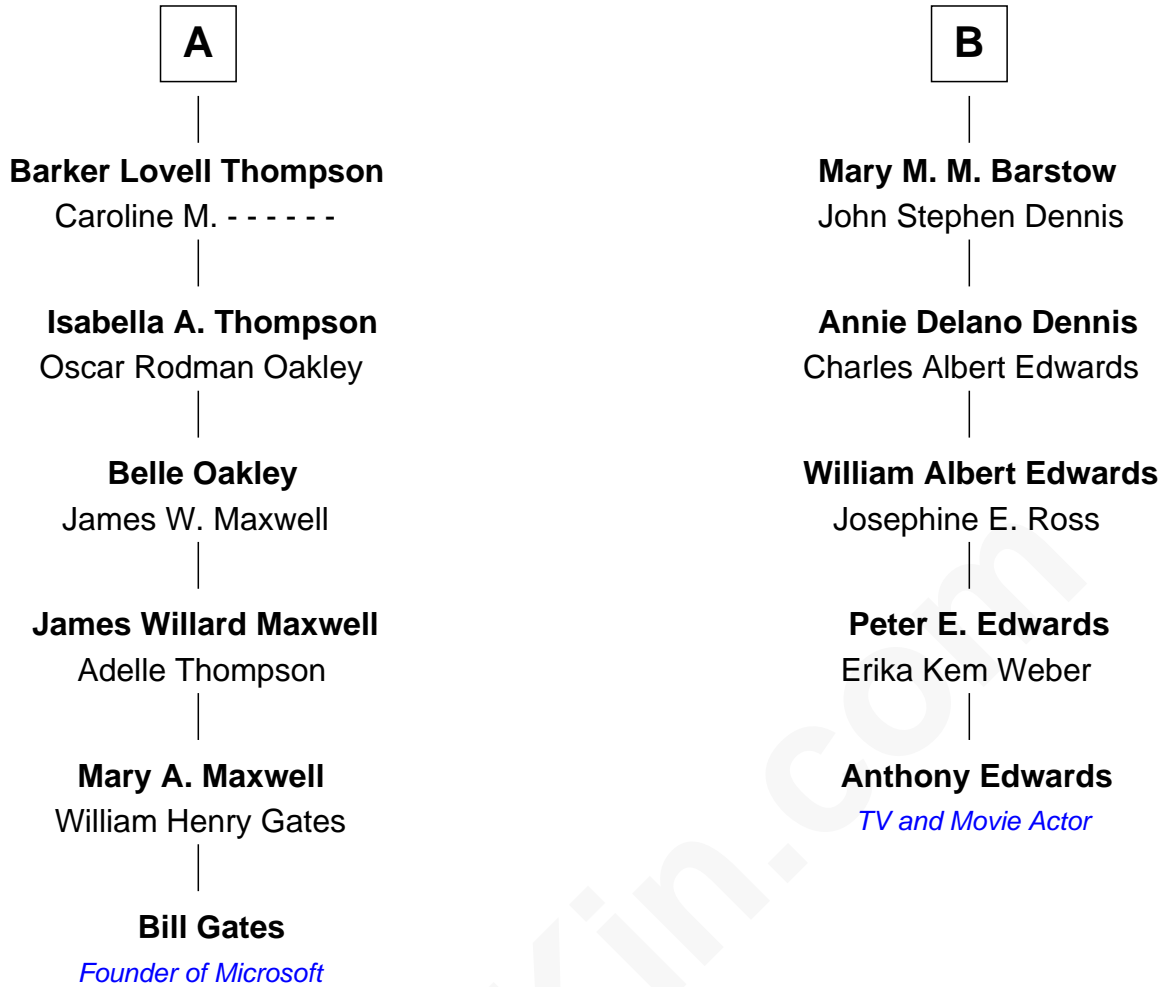 A
Barker Lovell Thompson
Caroline M. - - - - - -
Isabella A. Thompson
Oscar Rodman Oakley
Belle Oakley
James W. Maxwell
James Willard Maxwell
Adelle Thompson
Mary A. Maxwell
William Henry Gates
Bill Gates
Founder of Microsoft
B
Mary M. M. Barstow
John Stephen Dennis
Annie Delano Dennis
Charles Albert Edwards
William Albert Edwards
Josephine E. Ross
Peter E. Edwards
Erika Kem Weber
Anthony Edwards
TV and Movie Actor
Kin.com